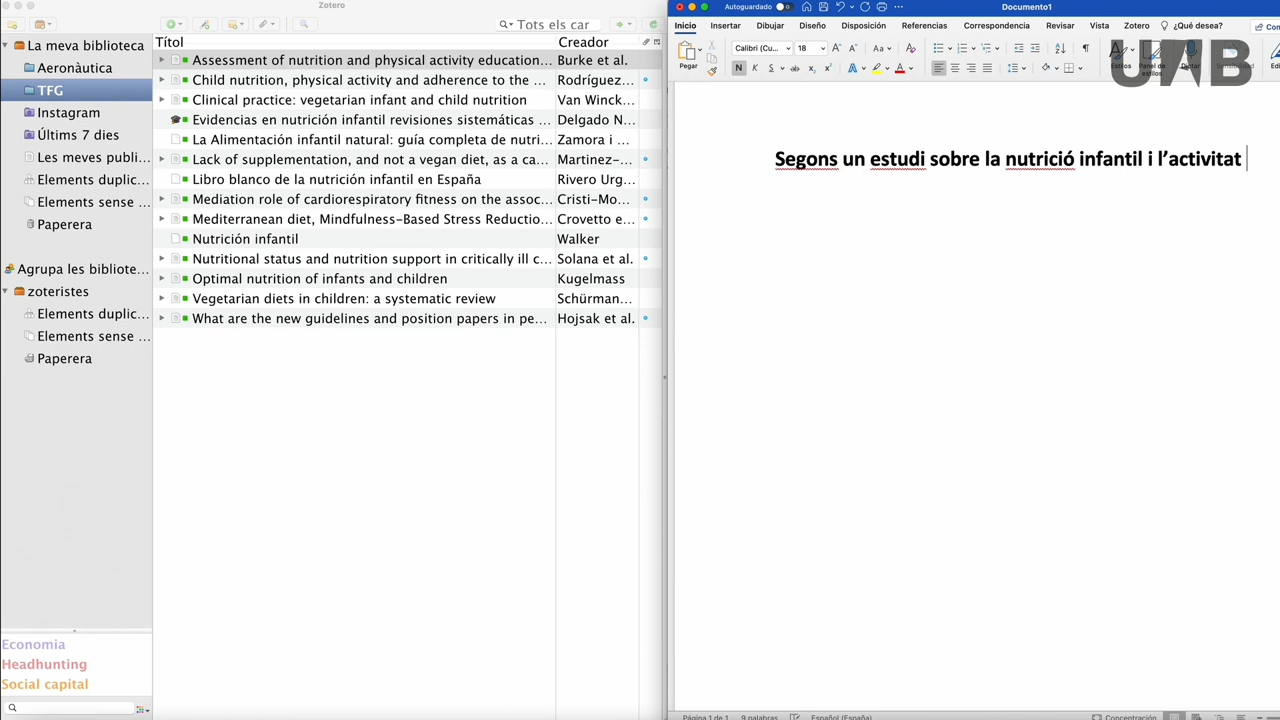 Zotero
Tots els car
La meva biblioteca
Aeronàutica
TFG
Instagram
Últims 7 dies
Les meves publi...
Elements duplic...
Elements sense ...
Paperera
Agrupa les bibliote...
zoteristes
Elements duplic...
Elements sense ...
Paperera
Economia
Headhunting
Social capital
Títol Creador
Assessment of nutrition and physical activity education... Burke et al.
Child nutrition, physical activity and adherence to the ... Rodríguez...
Clinical practice: vegetarian infant and child nutrition Van Winck...
Evidencias en nutrición infantil revisiones sistemáticas ... Delgado N...
La Alimentación infantil natural: guía completa de nutri... Zamora i ...
Lack of supplementation, and not a vegan diet, as a ca... Martinez-...
Libro blanco de la nutrición infantil en España Rivero Urg...
Mediation role of cardiorespiratory fitness on the assoc... Cristi-Mo...
Mediterranean diet, Mindfulness-Based Stress Reductio... Crovetto e...
Nutrición infantil Walker
Nutritional status and nutrition support in critically ill c... Solana et al.
Optimal nutrition of infants and children Kugelmass
Vegetarian diets in children: a systematic review Schürman...
What are the new guidelines and position papers in pe... Hojsak et al.
Autoguardado Documento1
Inicio Insertar Dibujar Diseño Disposición Referencias Correspondencia Revisar Vista Zotero ¿Qué desea? Con
Pegar Calibri (Cu... 18 Aa
N K S Estilos Panel de estilos Dictar Sensibilidad Edi
UAB
Segons un estudi sobre la nutrició infantil i l’activitat
Página 1 de 1 9 palabras Español (España) Concentración